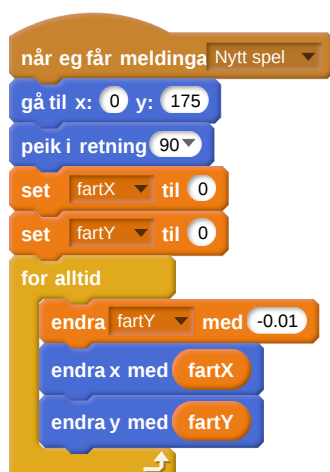 når eg får meldinga Nytt spel
gå til x: 0 y: 175
peik i retning 90
set fartX til 0
set fartY til 0
for alltid
endra fartY med -0.01
endra x med fartX
endra y med fartY